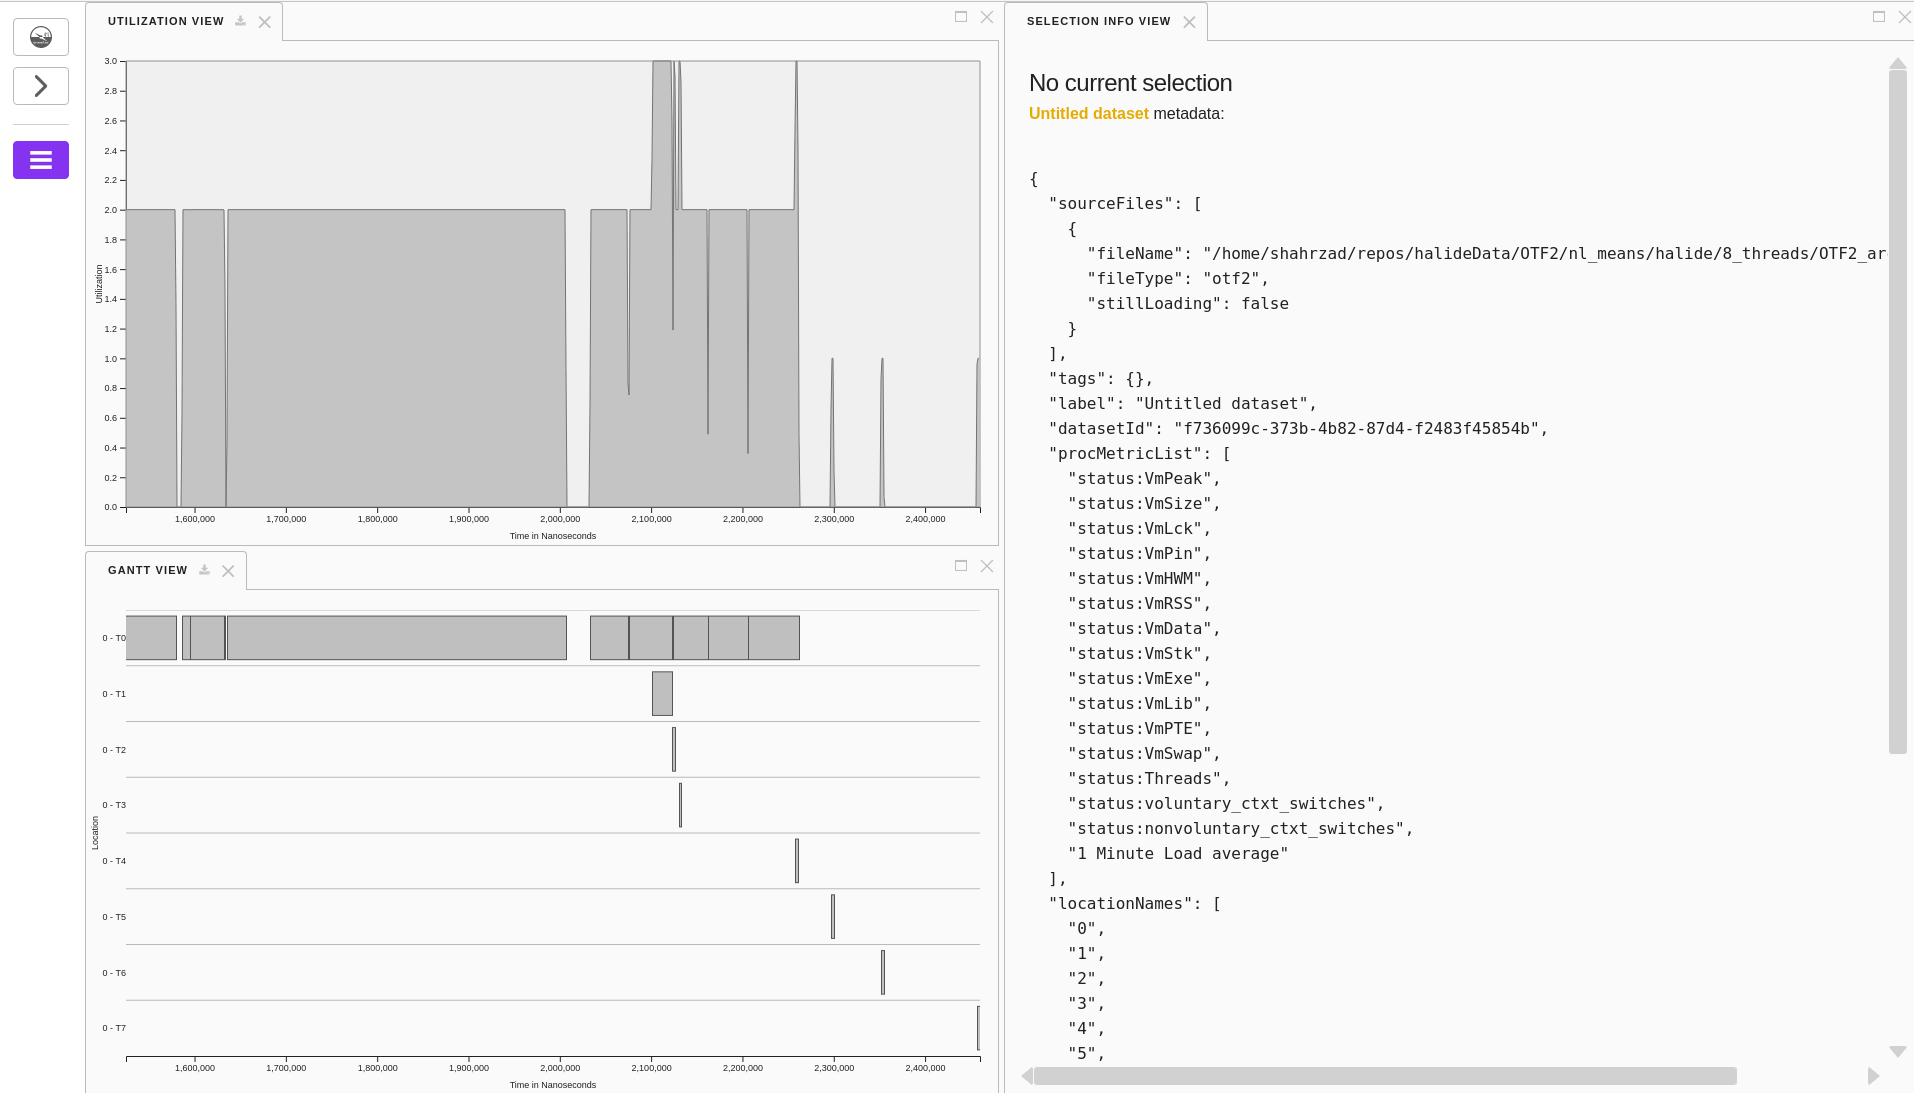 UTILIZATION VIEW
3.0
2.8
2.6
2.4
2.2
2.0
1.8
1.6
1.4
1.2
1.0
0.8
0.6
0.4
0.2
0.0
Utilization
1,600,000 1,700,000 1,800,000 1,900,000 2,000,000 2,100,000 2,200,000 2,300,000 2,400,000
Time in Nanoseconds
GANTT VIEW
0 - T0
0 - T1
0 - T2
0 - T3
0 - T4
0 - T5
0 - T6
0 - T7
Location
1,600,000 1,700,000 1,800,000 1,900,000 2,000,000 2,100,000 2,200,000 2,300,000 2,400,000
Time in Nanoseconds
SELECTION INFO VIEW
No current selection
Untitled dataset metadata:
{
"sourceFiles": [
{
"fileName": "/home/shahrzad/repos/halideData/OTF2/nl_means/halide/8_threads/OTF2_ar
"fileType": "otf2",
"stillLoading": false
}
],
"tags": {},
"label": "Untitled dataset",
"datasetId": "f736099c-373b-4b82-87d4-f2483f45854b",
"procMetricList": [
"status:VmPeak",
"status:VmSize",
"status:VmLck",
"status:VmPin",
"status:VmHWM",
"status:VmRSS",
"status:VmData",
"status:VmStk",
"status:VmExe",
"status:VmLib",
"status:VmPTE",
"status:VmSwap",
"status:Threads",
"status:voluntary_ctxt_switches",
"status:nonvoluntary_ctxt_switches",
"1 Minute Load average"
],
"locationNames": [
"0",
"1",
"2",
"3",
"4",
"5",